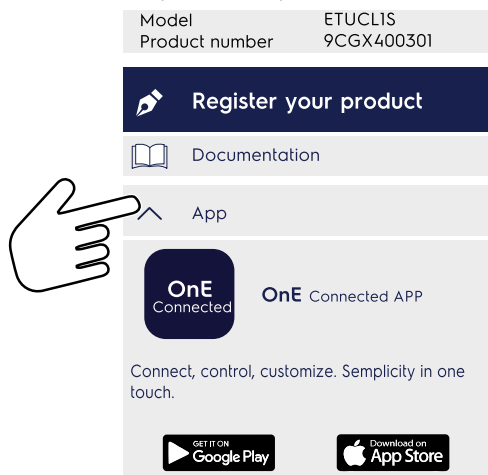 Model ETUCL1S
Product number 9CGX400301
Register your product
Documentation
App
OnE
Connected
OnE Connected APP
Connect, control, customize. Semplicity in one
touch.
GET IT ON
Google Play
Download on
App Store